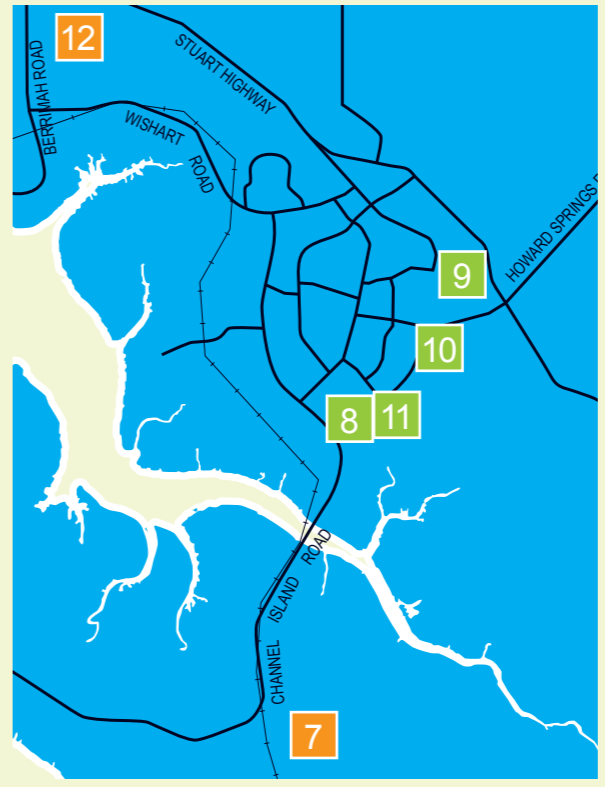 12
BERRIMAH ROAD
STUART HIGHWAY
WISHART
ROAD
HOWARD SPRINGS
9
10
8
11
ROAD
ISLAND
CHANNEL
7